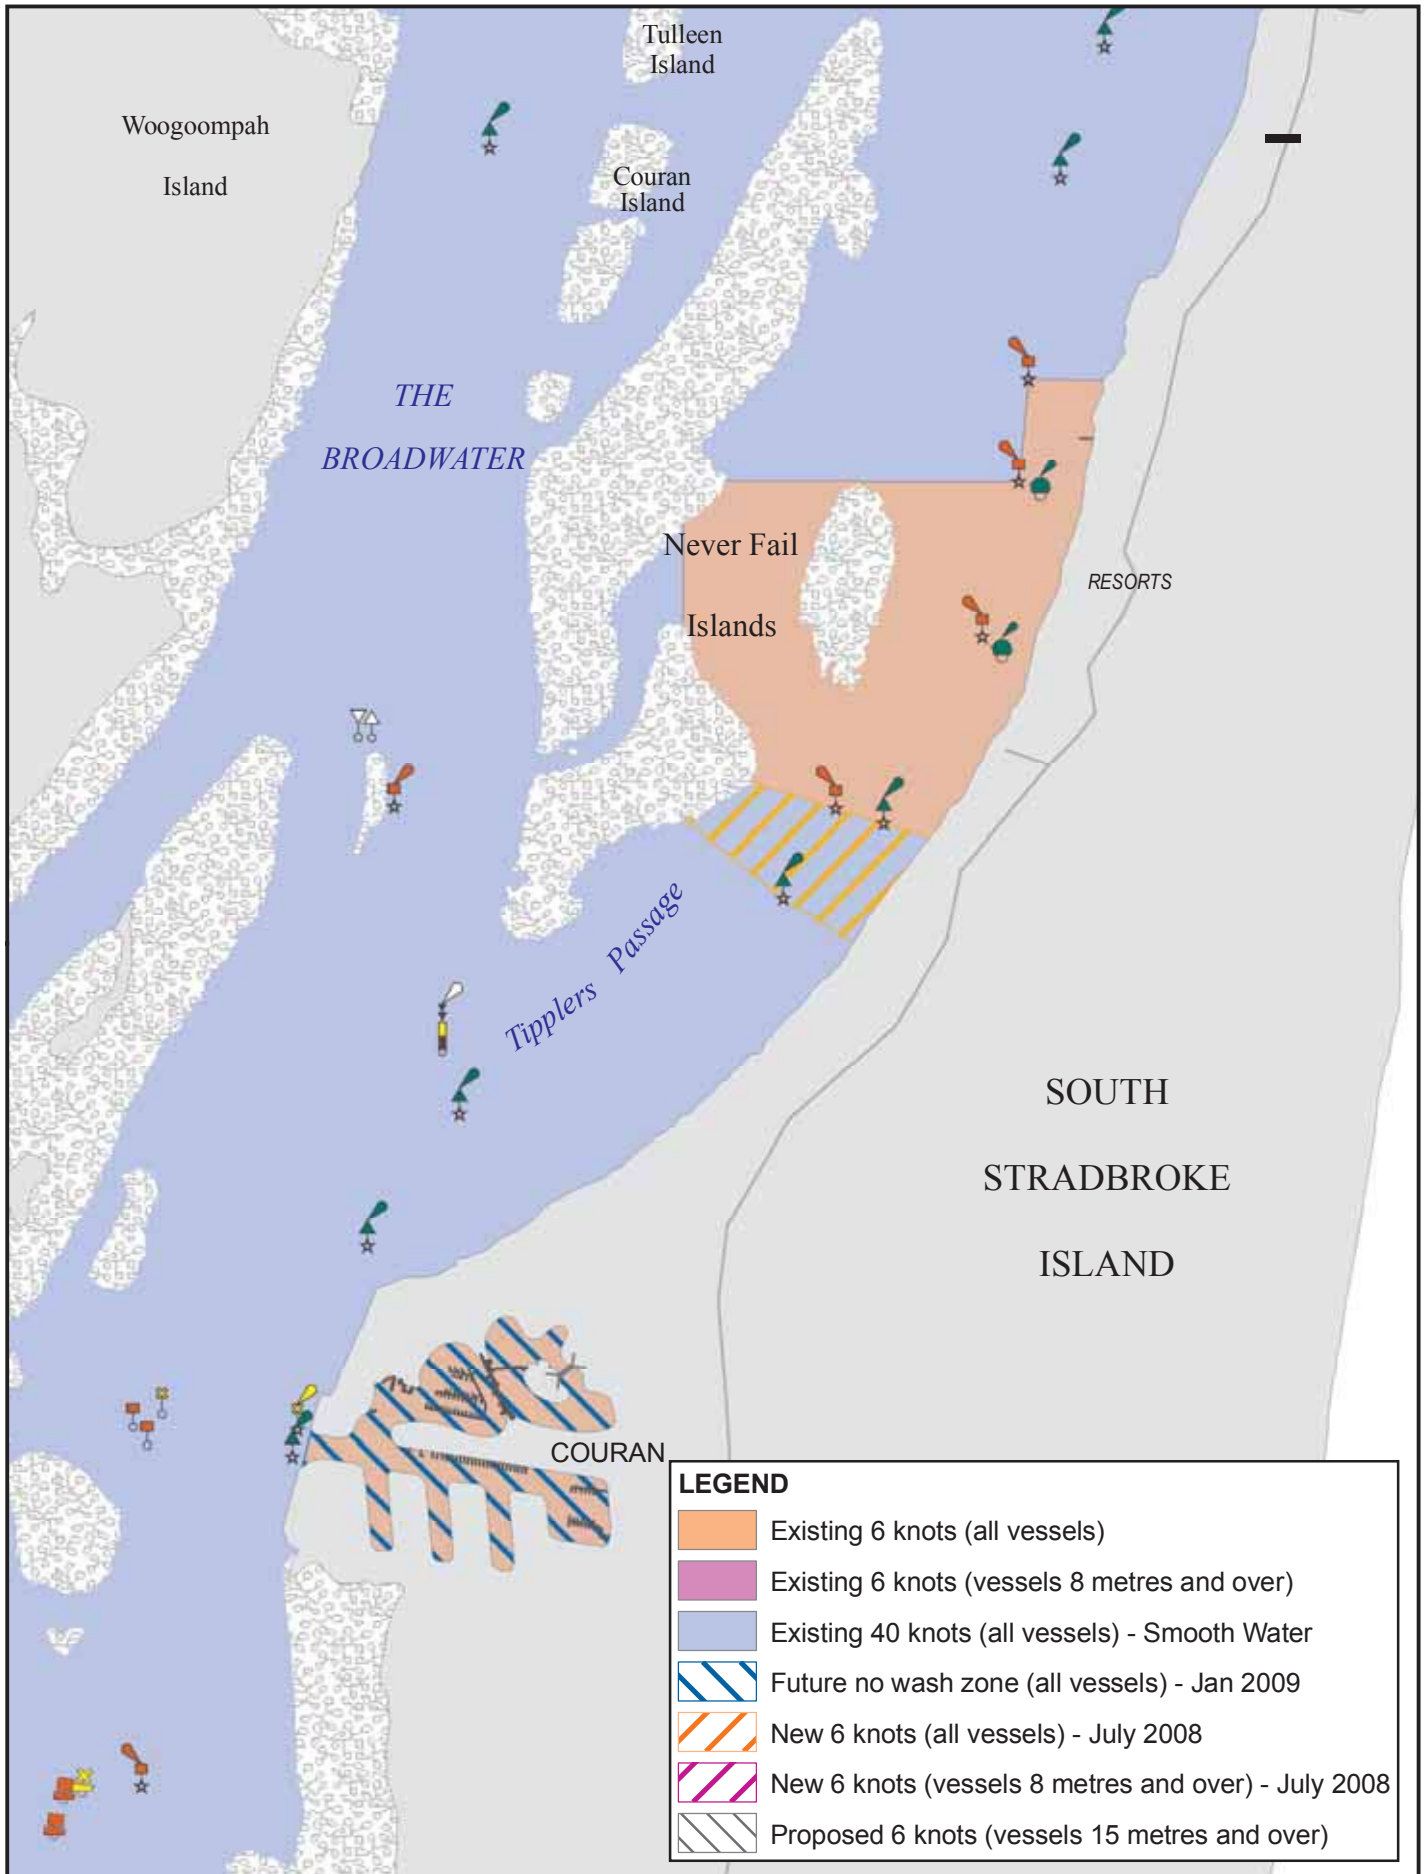 Tulleen
Island
Woogoompah
Island
Couran
Island
THE
BROADWATER
Never Fail
Islands
RESORTS
Tipplers Passage
SOUTH
STRADBROKE
ISLAND
COURAN
LEGEND
Existing 6 knots (all vessels)
Existing 6 knots (vessels 8 metres and over)
Existing 40 knots (all vessels) - Smooth Water
Future no wash zone (all vessels) - Jan 2009
New 6 knots (all vessels) - July 2008
New 6 knots (vessels 8 metres and over) - July 2008
Proposed 6 knots (vessels 15 metres and over)